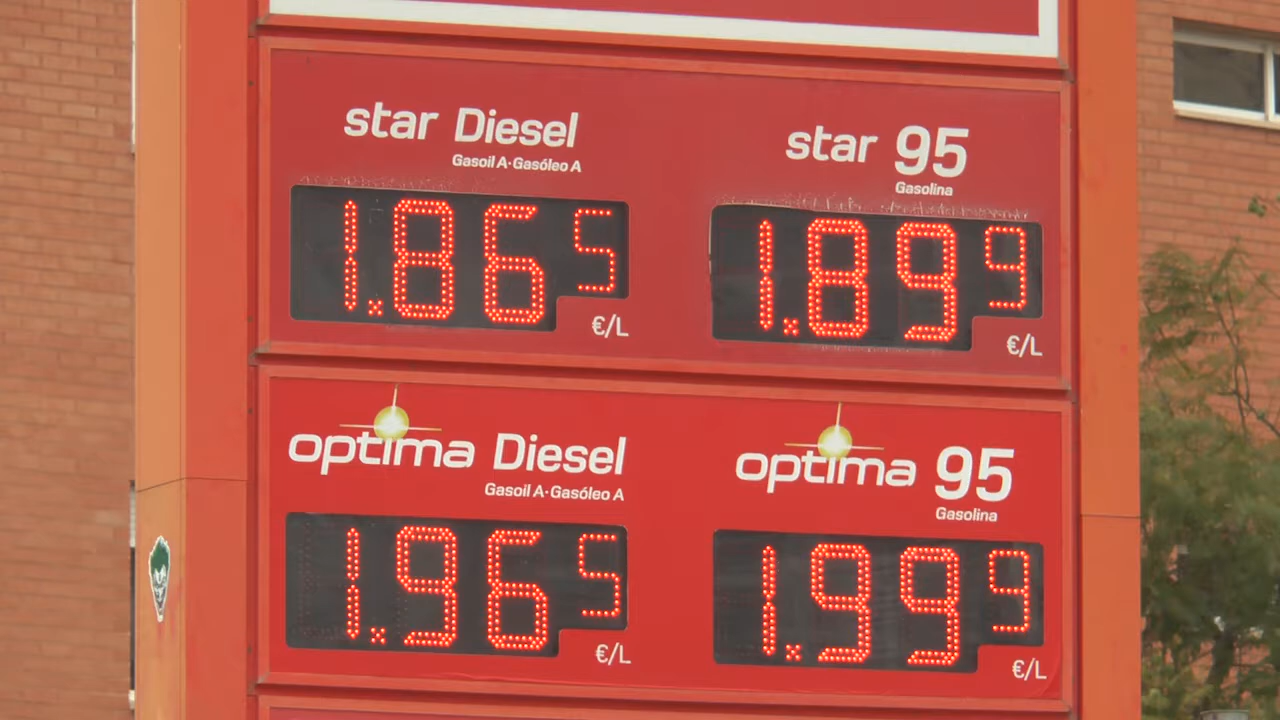 star Diesel
Gasoil A·Gasóleo A
1.865
€/L
star 95
Gasolina
1.899
€/L
optima Diesel
Gasoil A·Gasóleo A
1.965
€/L
optima 95
Gasolina
1.999
€/L